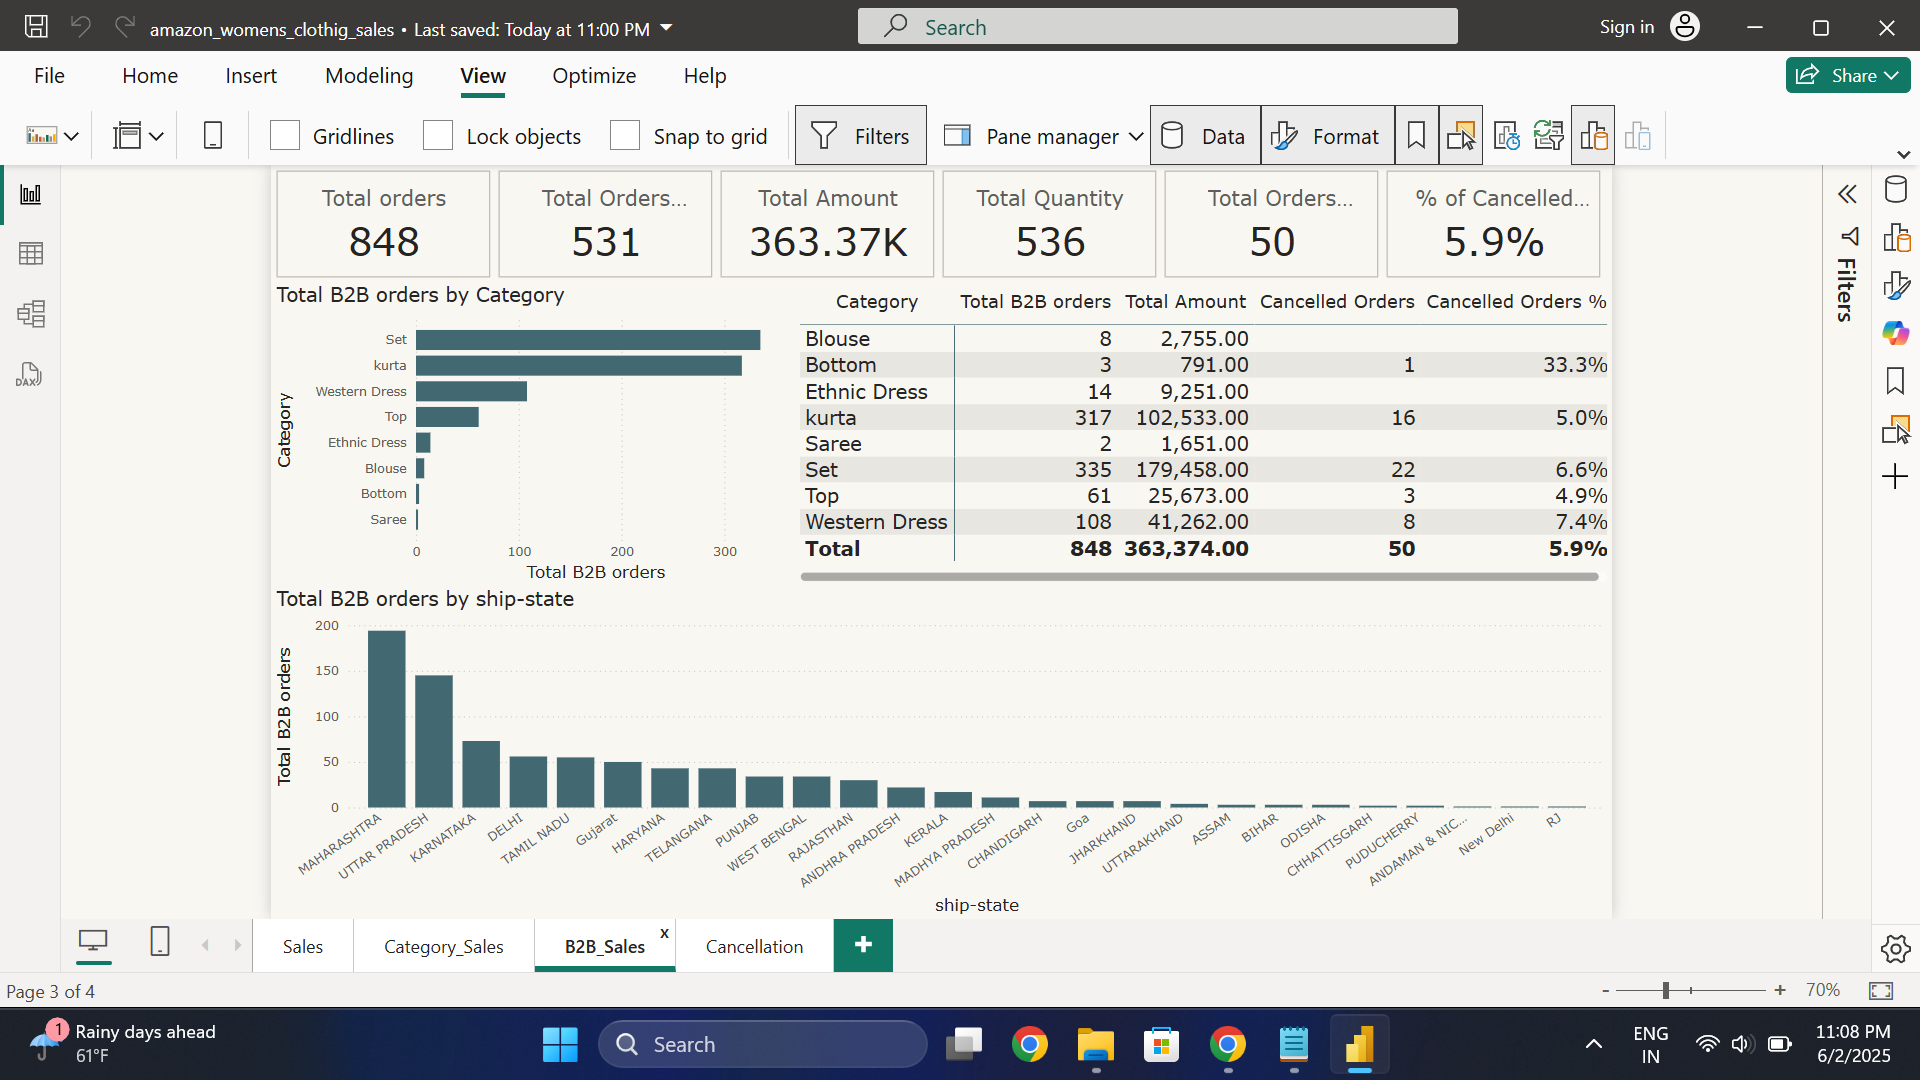 amazon_womens_clothig_sales • Last saved: Today at 11:00 PM
Search
Sign in
File Home Insert Modeling View Optimize Help
Share
Gridlines Lock objects Snap to grid Filters Pane manager Data Format
Total orders
848
Total Orders...
531
Total Amount
363.37K
Total Quantity
536
Total Orders...
50
% of Cancelled...
5.9%
Filters
DAX
Total B2B orders by Category
Category
Set
kurta
Western Dress
Top
Ethnic Dress
Blouse
Bottom
Saree
0 100 200 300
Total B2B orders
Category Total B2B orders Total Amount Cancelled Orders Cancelled Orders %
Blouse 8 2,755.00
Bottom 3 791.00 1 33.3%
Ethnic Dress 14 9,251.00
kurta 317 102,533.00 16 5.0%
Saree 2 1,651.00
Set 335 179,458.00 22 6.6%
Top 61 25,673.00 3 4.9%
Western Dress 108 41,262.00 8 7.4%
Total 848 363,374.00 50 5.9%
Total B2B orders by ship-state
Total B2B orders
200
150
100
50
0
MAHARASHTRA
UTTAR PRADESH
KARNATAKA
DELHI
TAMIL NADU
Gujarat
HARYANA
TELANGANA
PUNJAB
WEST BENGAL
RAJASTHAN
ANDHRA PRADESH
KERALA
MADHYA PRADESH
CHANDIGARH
Goa
JHARKHAND
UTTARAKHAND
ASSAM
BIHAR
ODISHA
CHHATTISGARH
PUDUCHERRY
ANDAMAN & NIC...
New Delhi
RJ
ship-state
Sales Category_Sales B2B_Sales x Cancellation +
Page 3 of 4
- + 70%
1
Rainy days ahead
61°F
Search
ENG
IN
11:08 PM
6/2/2025